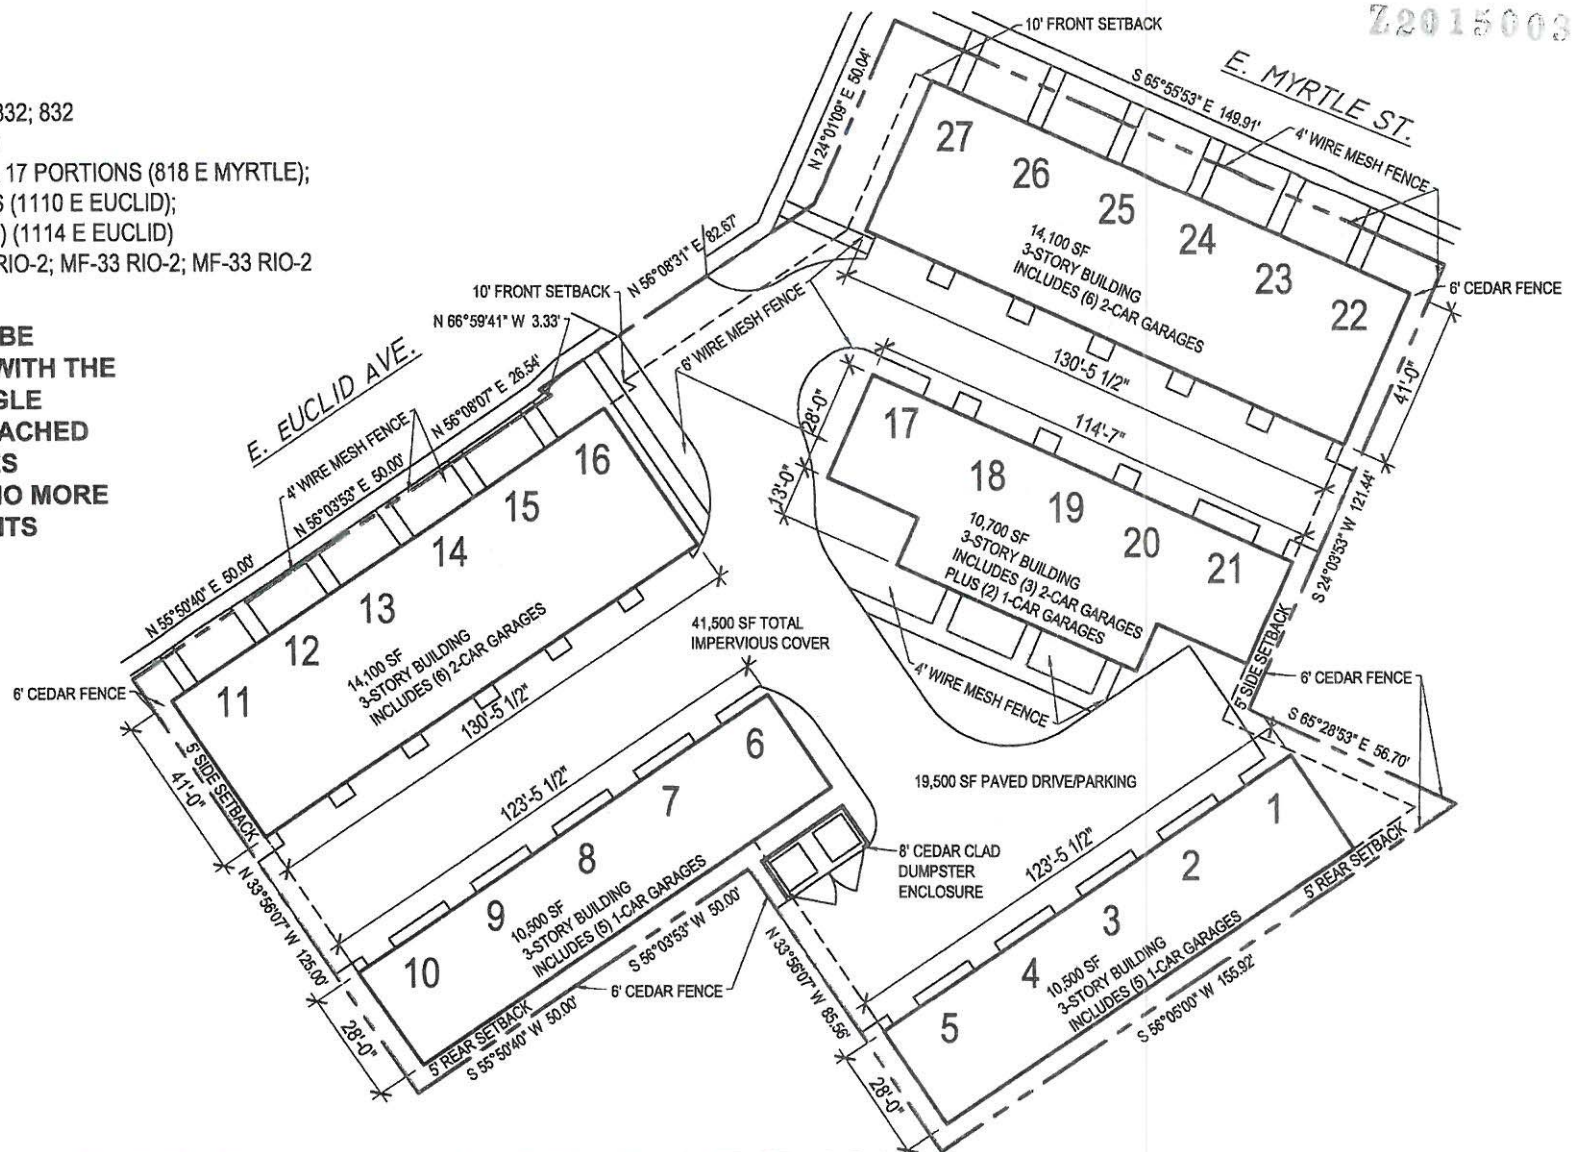 Z2015003
332; 832
17 PORTIONS (818 E MYRTLE);
6 (1110 E EUCLID);
) (1114 E EUCLID)
RIO-2; MF-33 RIO-2; MF-33 RIO-2
BE
WITH THE
GLE
ACHED
ES
NO MORE
ITS
10' FRONT SETBACK
E. MYRTLE ST.
S 65°55'53" E 149.91'
4' WIRE MESH FENCE
N 24°01'09" E 50.04'
27
26
25
24
23
22
14,100 SF
3-STORY BUILDING
INCLUDES (6) 2-CAR GARAGES
6' CEDAR FENCE
130'-5 1/2"
41'-0"
N 56°08'31" E 82.67'
10' FRONT SETBACK
N 66°59'41" W 3.33'
6' WIRE MESH FENCE
E. EUCLID AVE.
N 56°08'07" E 26.54'
4' WIRE MESH FENCE
N 56°03'53" E 50.00'
N 55°50'40" E 50.00'
28'-0"
13'-0"
114'-7"
17
18
19
20
21
10,700 SF
3-STORY BUILDING
INCLUDES (3) 2-CAR GARAGES
PLUS (2) 1-CAR GARAGES
S 24°03'53" W 121.44'
5' SIDE SETBACK
4' WIRE MESH FENCE
6' CEDAR FENCE
S 65°28'53" E 56.70'
16
15
14
13
12
11
14,100 SF
3-STORY BUILDING
INCLUDES (6) 2-CAR GARAGES
130'-5 1/2"
6' CEDAR FENCE
5' SIDE SETBACK
41'-0"
41,500 SF TOTAL
IMPERVIOUS COVER
19,500 SF PAVED DRIVE/PARKING
123'-5 1/2"
6
7
8
9
10
10,500 SF
3-STORY BUILDING
INCLUDES (5) 1-CAR GARAGES
N 33°56'07" W 125.00'
28'-0"
5' REAR SETBACK
S 55°50'40" W 50.00'
S 56°03'53" W 50.00'
6' CEDAR FENCE
8' CEDAR CLAD
DUMPSTER
ENCLOSURE
N 33°56'07" W 85.56'
123'-5 1/2"
1
2
3
4
5
10,500 SF
3-STORY BUILDING
INCLUDES (5) 1-CAR GARAGES
5' REAR SETBACK
S 56°05'00" W 155.92'
28'-0"